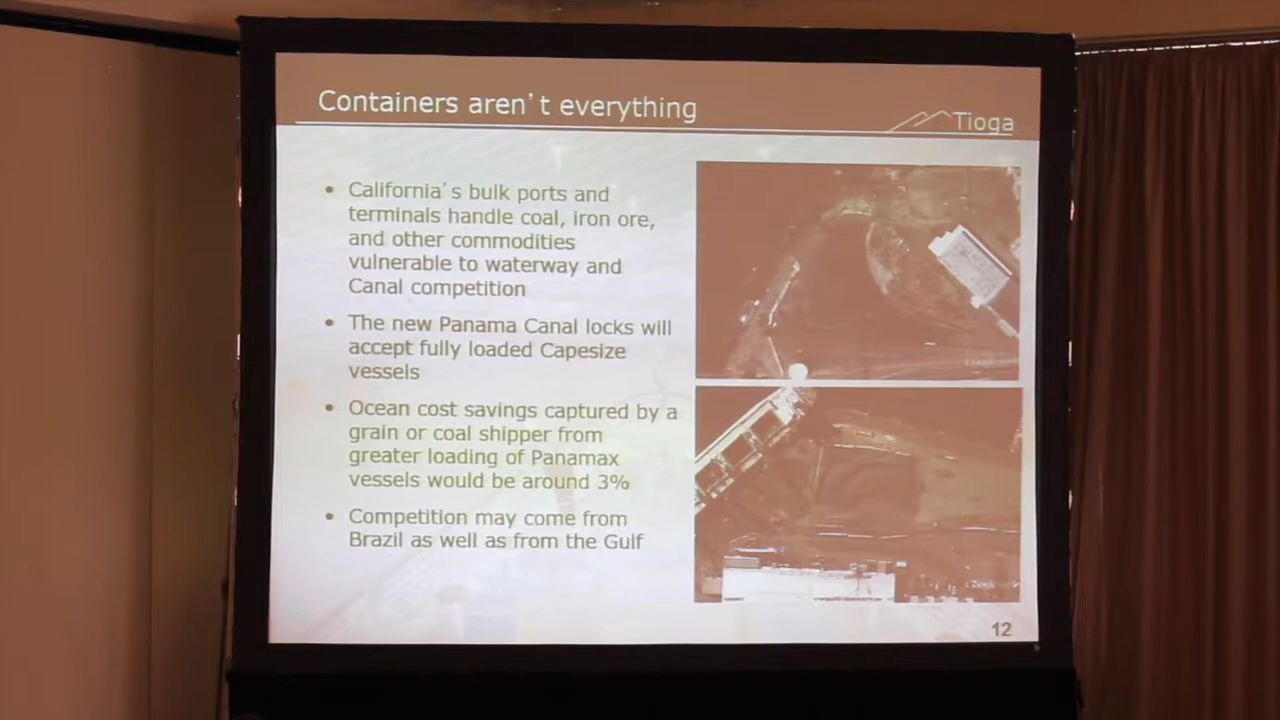 Containers aren't everything
Tioga
• California's bulk ports and
terminals handle coal, iron ore,
and other commodities
vulnerable to waterway and
Canal competition
• The new Panama Canal locks will
accept fully loaded Capesize
vessels
• Ocean cost savings captured by a
grain or coal shipper from
greater loading of Panamax
vessels would be around 3%
• Competition may come from
Brazil as well as from the Gulf
12